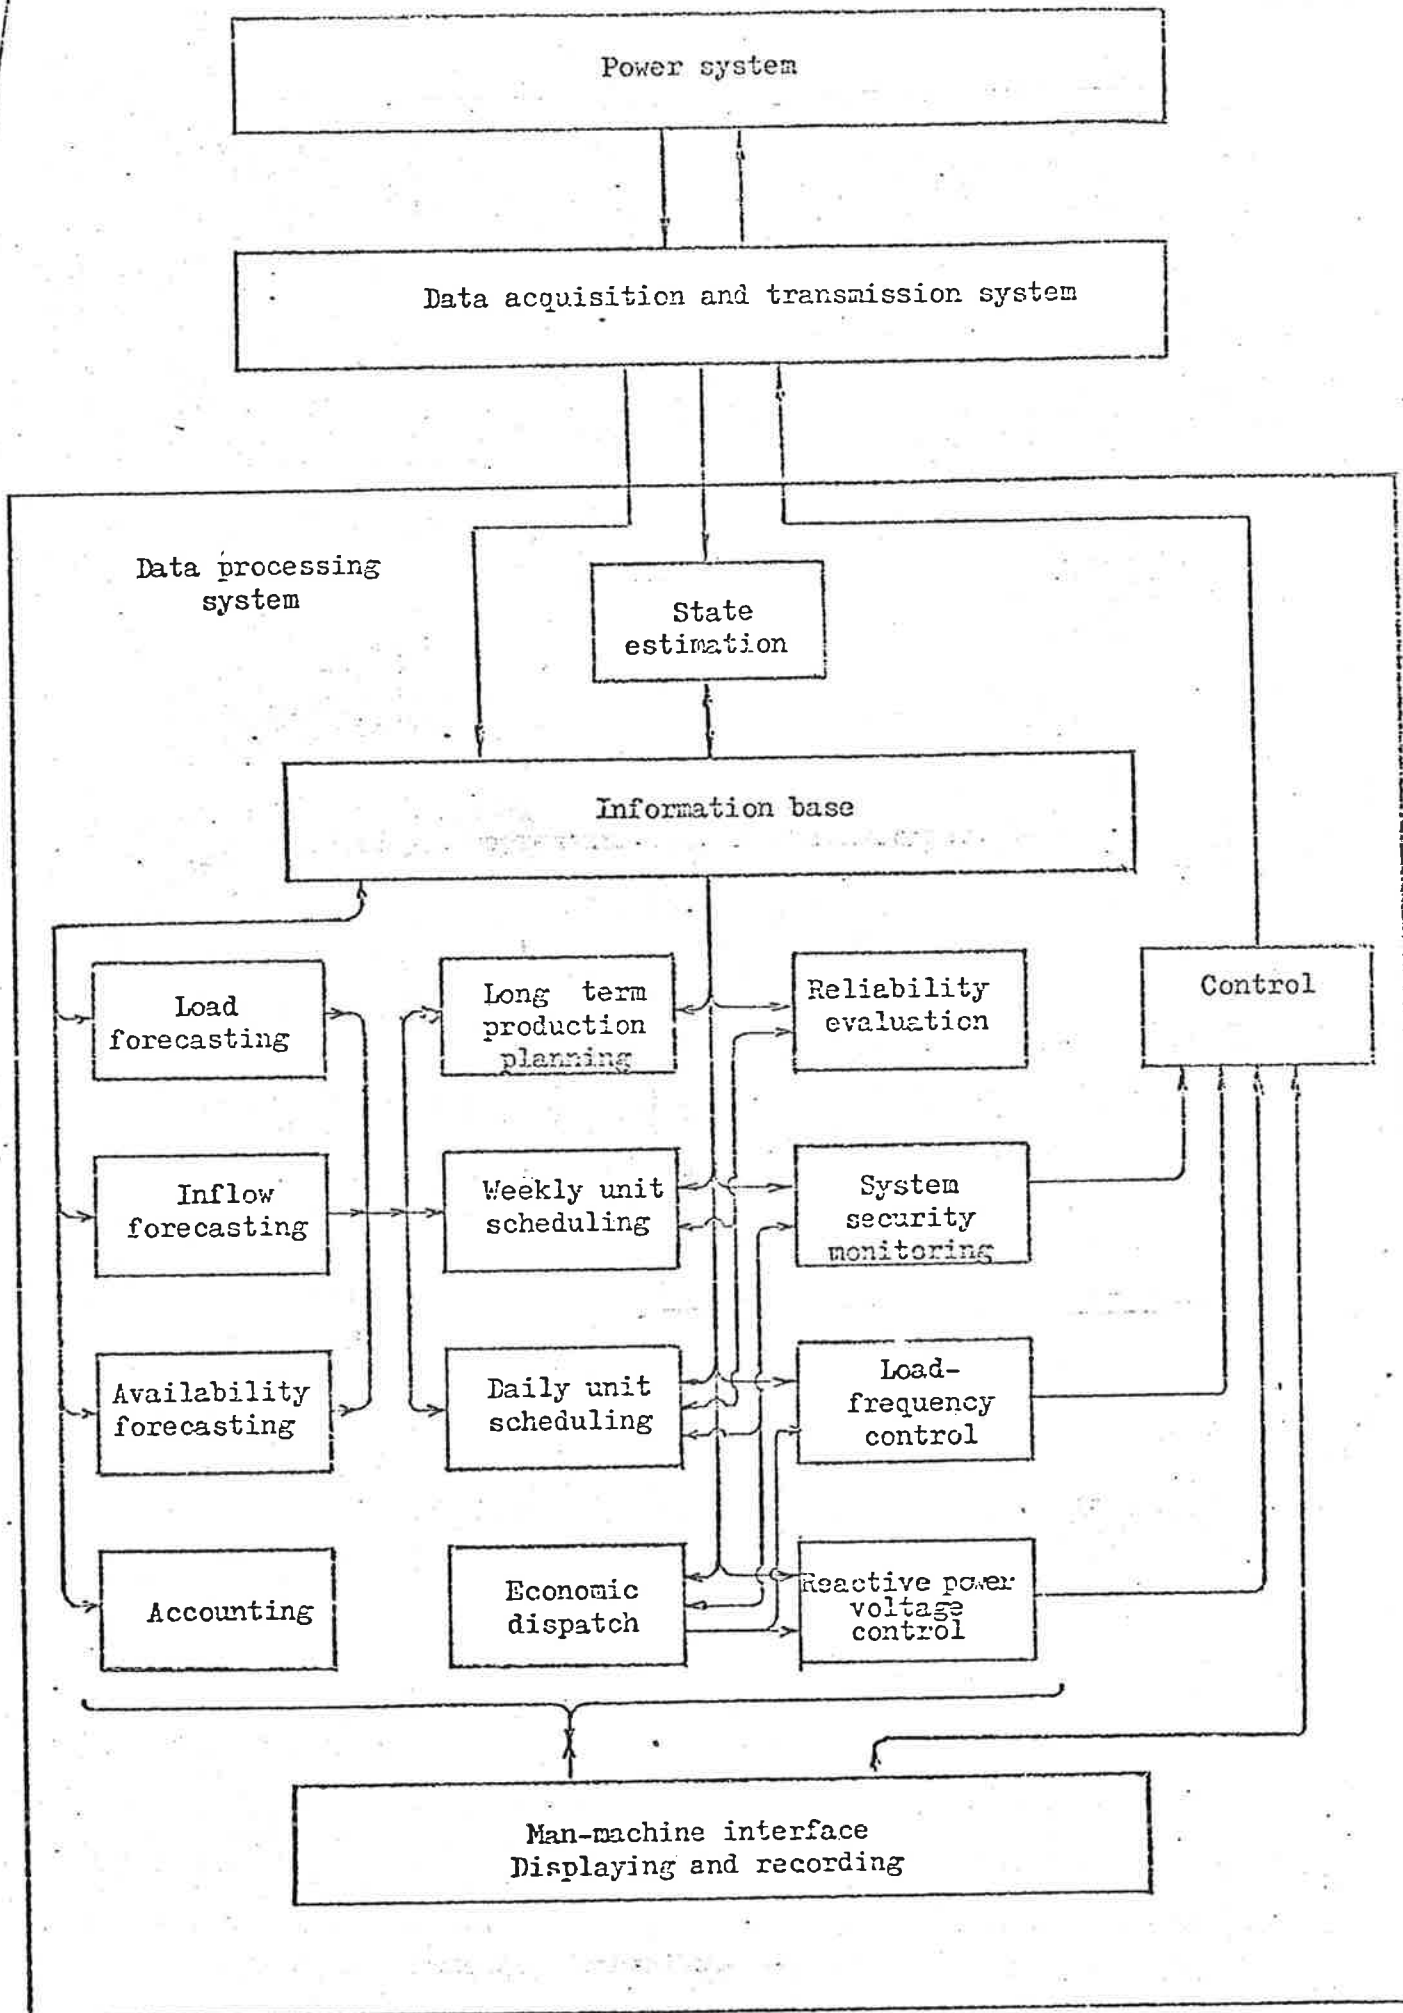 Power system
Data acquisition and transmission system
Data processing
system
State
estimation
Information base
Load
forecasting
Long term
production
planning
Reliability
evaluation
Control
Inflow
forecasting
Weekly unit
scheduling
System
security
monitoring
Availability
forecasting
Daily unit
scheduling
Load-
frequency
control
Accounting
Economic
dispatch
Reactive power
voltage
control
Man-machine interface
Displaying and recording